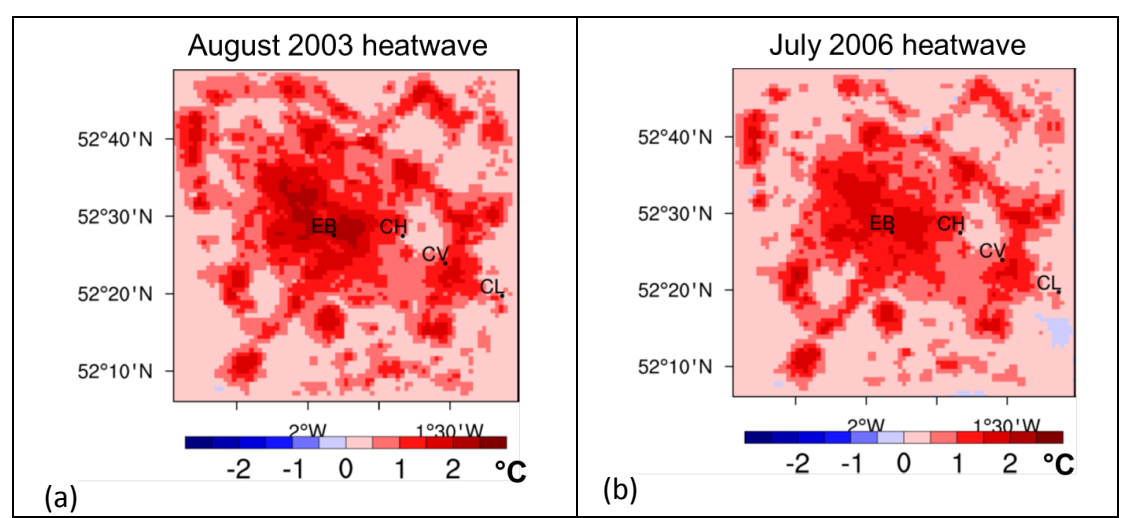 August 2003 heatwave
52°40'N
52°30'N
52°20'N
52°10'N
EB
CH
CV
CL
2°W
1°30'W
-2 -1 0 1 2 °C
(a)
July 2006 heatwave
52°40'N
52°30'N
52°20'N
52°10'N
EB
CH
CV
CL
2°W
1°30'W
-2 -1 0 1 2 °C
(b)